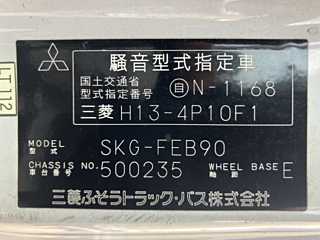 騒音型式指定車
国土交通省
型式指定番号
自N-1168
三菱 H13-4P10F1
MODEL
型式
SKG-FEB90
CHASSIS NO.
車台番号
500235
WHEEL BASE
軸距
E
三菱ふそうトラック・バス株式会社